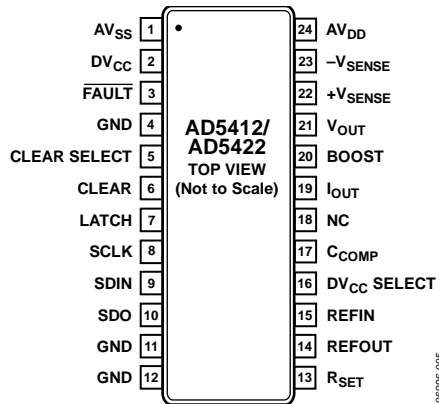 AVSS 1
DVCC 2
FAULT 3
GND 4
CLEAR SELECT 5
CLEAR 6
LATCH 7
SCLK 8
SDIN 9
SDO 10
GND 11
GND 12
AD5412/
AD5422
TOP VIEW
(Not to Scale)
24 AVDD
23 –VSENSE
22 +VSENSE
21 VOUT
20 BOOST
19 IOUT
18 NC
17 CCOMP
16 DVCC SELECT
15 REFIN
14 REFOUT
13 RSET